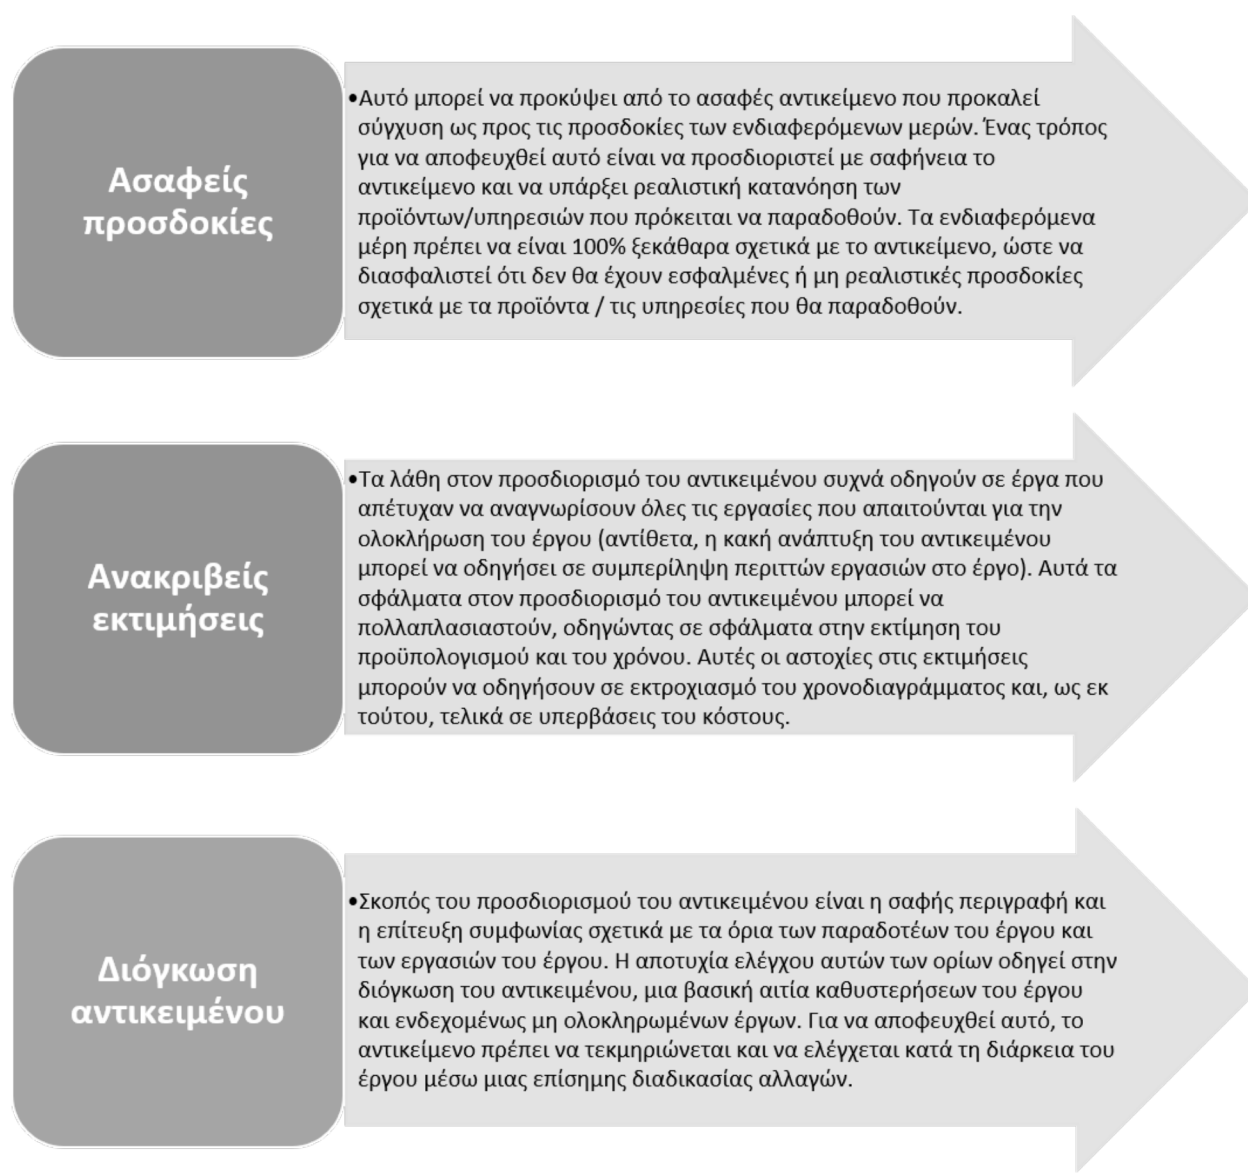 Ασαφείς
προσδοκίες
•Αυτό μπορεί να προκύψει από το ασαφές αντικείμενο που προκαλεί
σύγχυση ως προς τις προσδοκίες των ενδιαφερόμενων μερών. Ένας τρόπος
για να αποφευχθεί αυτό είναι να προσδιοριστεί με σαφήνεια το
αντικείμενο και να υπάρξει ρεαλιστική κατανόηση των
προϊόντων/υπηρεσιών που πρόκειται να παραδοθούν. Τα ενδιαφερόμενα
μέρη πρέπει να είναι 100% ξεκάθαρα σχετικά με το αντικείμενο, ώστε να
διασφαλιστεί ότι δεν θα έχουν εσφαλμένες ή μη ρεαλιστικές προσδοκίες
σχετικά με τα προϊόντα / τις υπηρεσίες που θα παραδοθούν.
Ανακριβείς
εκτιμήσεις
•Τα λάθη στον προσδιορισμό του αντικειμένου συχνά οδηγούν σε έργα που
απέτυχαν να αναγνωρίσουν όλες τις εργασίες που απαιτούνται για την
ολοκλήρωση του έργου (αντίθετα, η κακή ανάπτυξη του αντικειμένου
μπορεί να οδηγήσει σε συμπερίληψη περιττών εργασιών στο έργο). Αυτά τα
σφάλματα στον προσδιορισμό του αντικειμένου μπορεί να
πολλαπλασιαστούν, οδηγώντας σε σφάλματα στην εκτίμηση του
προϋπολογισμού και του χρόνου. Αυτές οι αστοχίες στις εκτιμήσεις
μπορούν να οδηγήσουν σε εκτροχιασμό του χρονοδιαγράμματος και, ως εκ
τούτου, τελικά σε υπερβάσεις του κόστους.
Διόγκωση
αντικειμένου
•Σκοπός του προσδιορισμού του αντικειμένου είναι η σαφής περιγραφή και
η επίτευξη συμφωνίας σχετικά με τα όρια των παραδοτέων του έργου και
των εργασιών του έργου. Η αποτυχία ελέγχου αυτών των ορίων οδηγεί στην
διόγκωση του αντικειμένου, μια βασική αιτία καθυστερήσεων του έργου
και ενδεχομένως μη ολοκληρωμένων έργων. Για να αποφευχθεί αυτό, το
αντικείμενο πρέπει να τεκμηριώνεται και να ελέγχεται κατά τη διάρκεια του
έργου μέσω μιας επίσημης διαδικασίας αλλαγών.